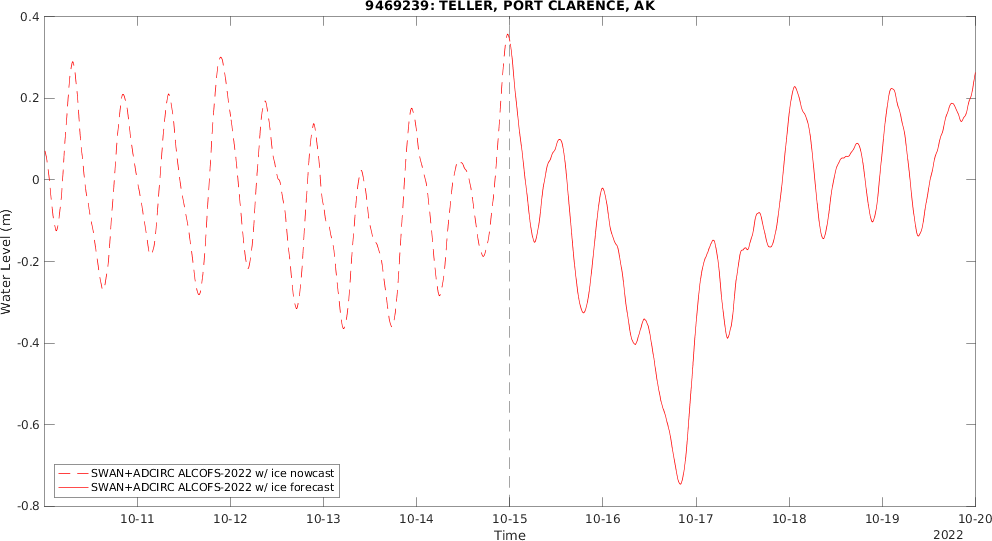 9469239: TELLER, PORT CLARENCE, AK
0.4
0.2
0
-0.2
-0.4
-0.6
-0.8
Water Level (m)
SWAN+ADCIRC ALCOFS-2022 w/ ice nowcast
SWAN+ADCIRC ALCOFS-2022 w/ ice forecast
10-11 10-12 10-13 10-14 10-15 10-16 10-17 10-18 10-19 10-20
Time
2022